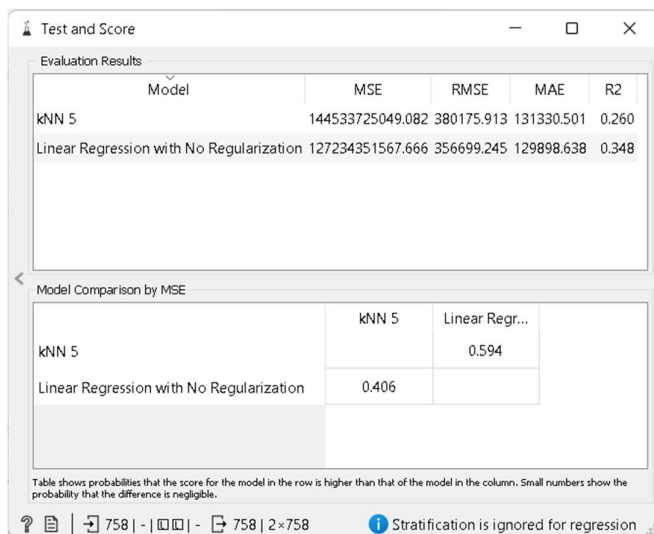 Test and Score
Evaluation Results
Model MSE RMSE MAE R2
kNN 5 144533725049.082 380175.913 131330.501 0.260
Linear Regression with No Regularization 127234351567.666 356699.245 129898.638 0.348
Model Comparison by MSE
kNN 5 Linear Regr...
kNN 5 0.594
Linear Regression with No Regularization 0.406
Table shows probabilities that the score for the model in the row is higher than that of the model in the column. Small numbers show the
probability that the difference is negligible.
? 758 | - | - 758 | 2×758 Stratification is ignored for regression